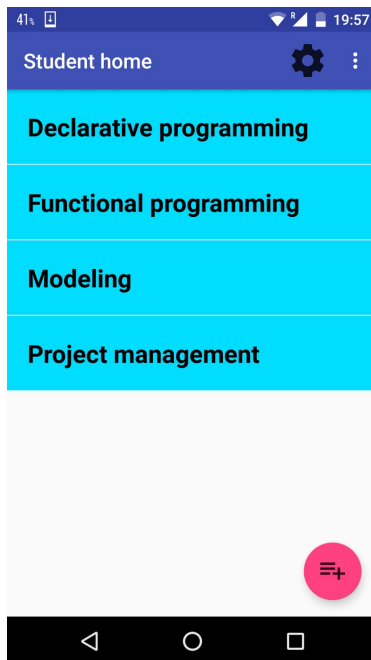 41% R 19:57
Student home
Declarative programming
Functional programming
Modeling
Project management